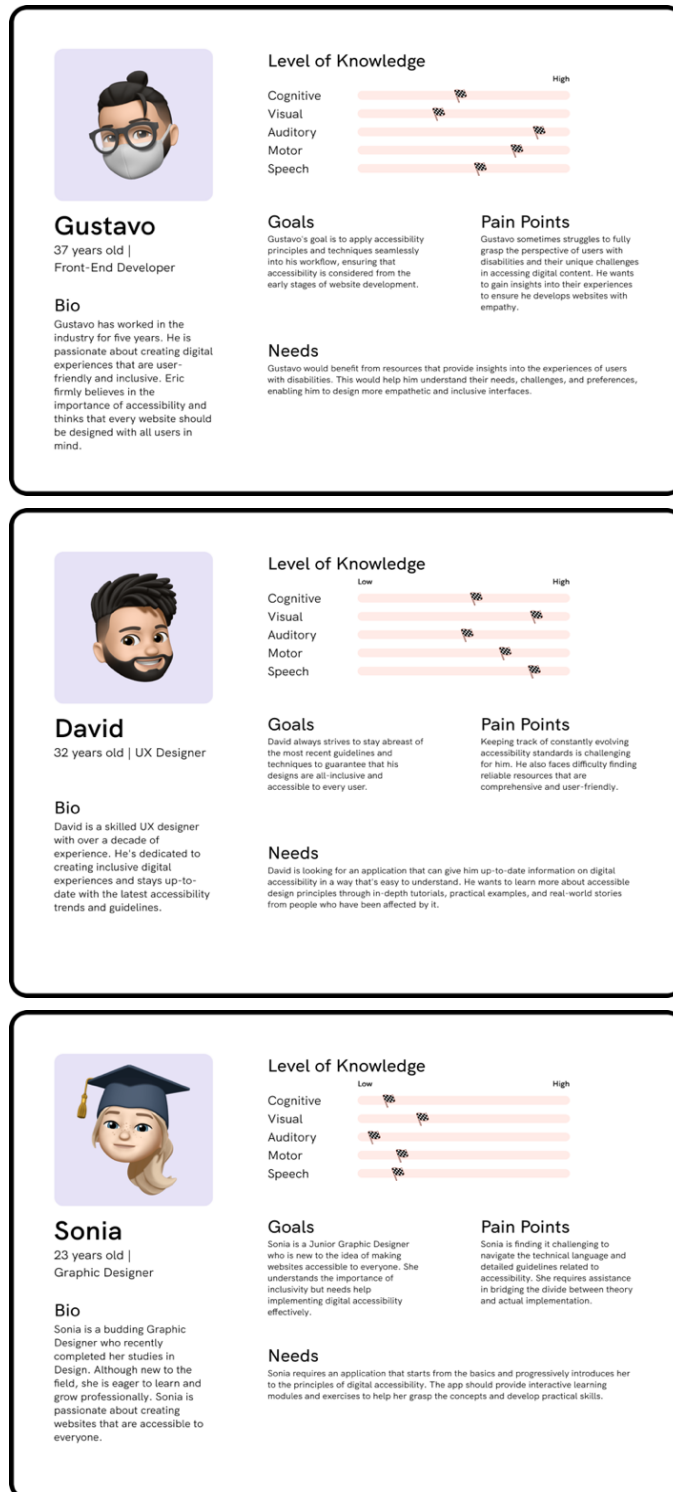 Level of Knowledge
High
Cognitive
Visual
Auditory
Motor
Speech
Gustavo
37 years old |
Front-End Developer
Bio
Gustavo has worked in the
industry for five years. He is
passionate about creating digital
experiences that are user-
friendly and inclusive. Eric
firmly believes in the
importance of accessibility and
thinks that every website should
be designed with all users in
mind.
Goals
Gustavo's goal is to apply accessibility
principles and techniques seamlessly
into his workflow, ensuring that
accessibility is considered from the
early stages of website development.
Pain Points
Gustavo sometimes struggles to fully
grasp the perspective of users with
disabilities and their unique challenges
in accessing digital content. He wants
to gain insights into their experiences
to ensure he develops websites with
empathy.
Needs
Gustavo would benefit from resources that provide insights into the experiences of users
with disabilities. This would help him understand their needs, challenges, and preferences,
enabling him to design more empathetic and inclusive interfaces.
Level of Knowledge
Low High
Cognitive
Visual
Auditory
Motor
Speech
David
32 years old | UX Designer
Bio
David is a skilled UX designer
with over a decade of
experience. He's dedicated to
creating inclusive digital
experiences and stays up-to-
date with the latest accessibility
trends and guidelines.
Goals
David always strives to stay abreast of
the most recent guidelines and
techniques to guarantee that his
designs are all-inclusive and
accessible to every user.
Pain Points
Keeping track of constantly evolving
accessibility standards is challenging
for him. He also faces difficulty finding
reliable resources that are
comprehensive and user-friendly.
Needs
David is looking for an application that can give him up-to-date information on digital
accessibility in a way that's easy to understand. He wants to learn more about accessible
design principles through in-depth tutorials, practical examples, and real-world stories
from people who have been affected by it.
Level of Knowledge
Low High
Cognitive
Visual
Auditory
Motor
Speech
Sonia
23 years old |
Graphic Designer
Bio
Sonia is a budding Graphic
Designer who recently
completed her studies in
Design. Although new to the
field, she is eager to learn and
grow professionally. Sonia is
passionate about creating
websites that are accessible to
everyone.
Goals
Sonia is a Junior Graphic Designer
who is new to the idea of making
websites accessible to everyone. She
understands the importance of
inclusivity but needs help
implementing digital accessibility
effectively.
Pain Points
Sonia is finding it challenging to
navigate the technical language and
detailed guidelines related to
accessibility. She requires assistance
in bridging the divide between theory
and actual implementation.
Needs
Sonia requires an application that starts from the basics and progressively introduces her
to the principles of digital accessibility. The app should provide interactive learning
modules and exercises to help her grasp the concepts and develop practical skills.